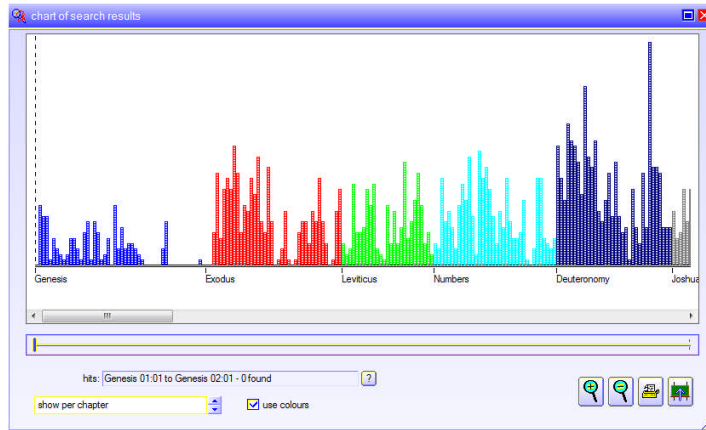 chart of search results
Genesis Exodus Leviticus Numbers Deuteronomy Joshua
hits: Genesis 01:01 to Genesis 02:01 - 0 found ?
show per chapter use colours